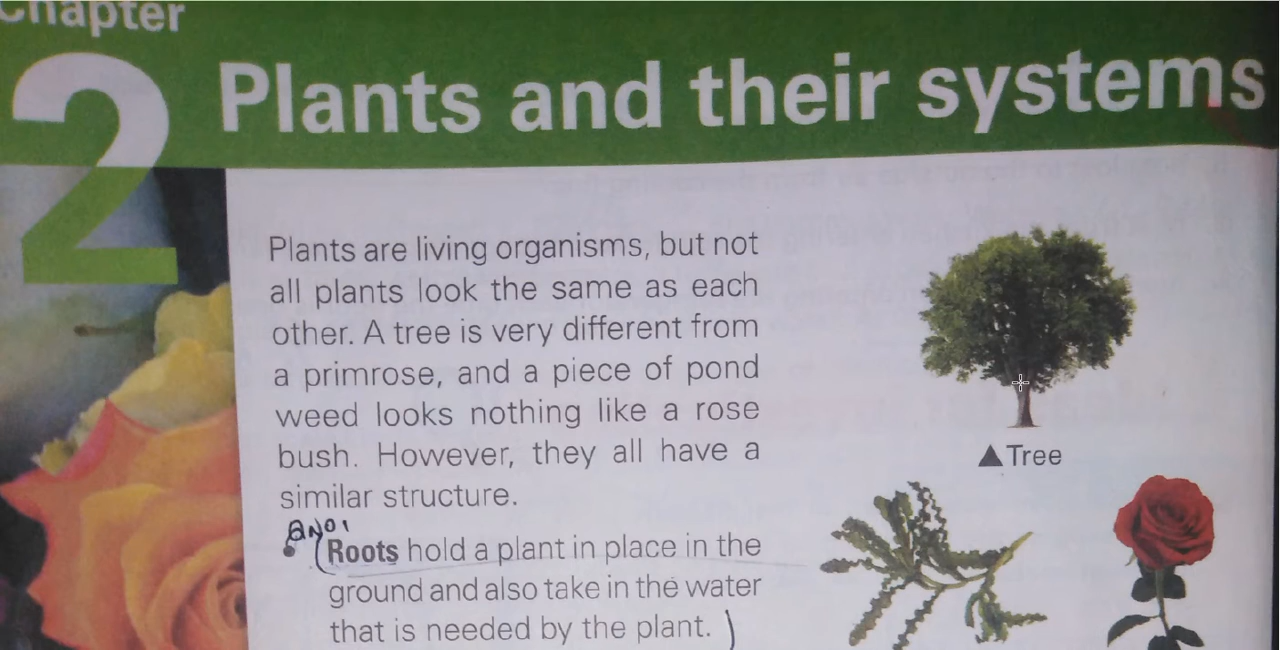 Chapter
2 Plants and their systems
Plants are living organisms, but not
all plants look the same as each
other. A tree is very different from
a primrose, and a piece of pond
weed looks nothing like a rose
bush. However, they all have a
similar structure.
▲Tree
• (Roots hold a plant in place in the
ground and also take in the water
that is needed by the plant. )